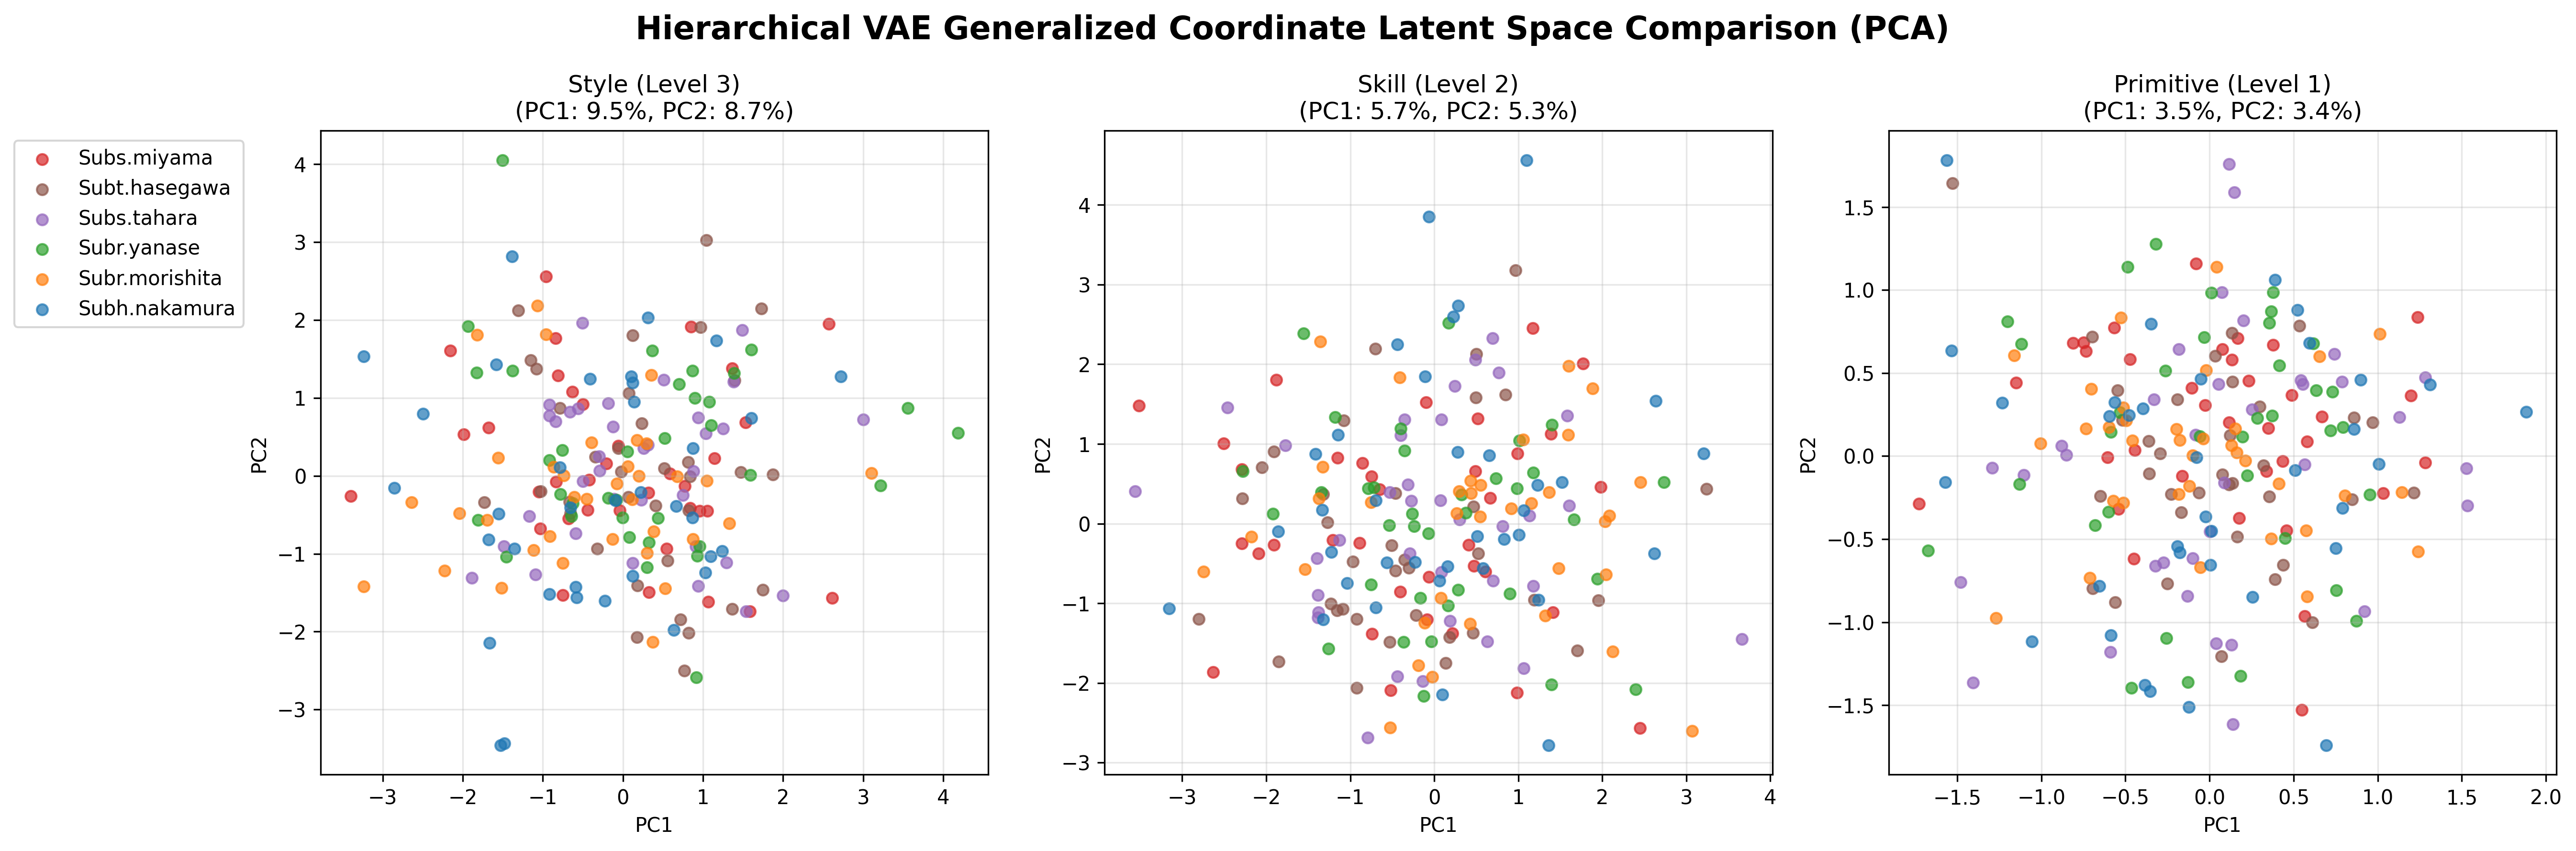 Hierarchical VAE Generalized Coordinate Latent Space Comparison (PCA)
Subs.miyama
Subt.hasegawa
Subs.tahara
Subr.yanase
Subr.morishita
Subh.nakamura
Style (Level 3)
(PC1: 9.5%, PC2: 8.7%)
PC2
4
3
2
1
0
−1
−2
−3
−3 −2 −1 0 1 2 3 4
PC1
Skill (Level 2)
(PC1: 5.7%, PC2: 5.3%)
PC2
4
3
2
1
0
−1
−2
−3
−3 −2 −1 0 1 2 3 4
PC1
Primitive (Level 1)
(PC1: 3.5%, PC2: 3.4%)
PC2
1.5
1.0
0.5
0.0
−0.5
−1.0
−1.5
−1.5 −1.0 −0.5 0.0 0.5 1.0 1.5 2.0
PC1